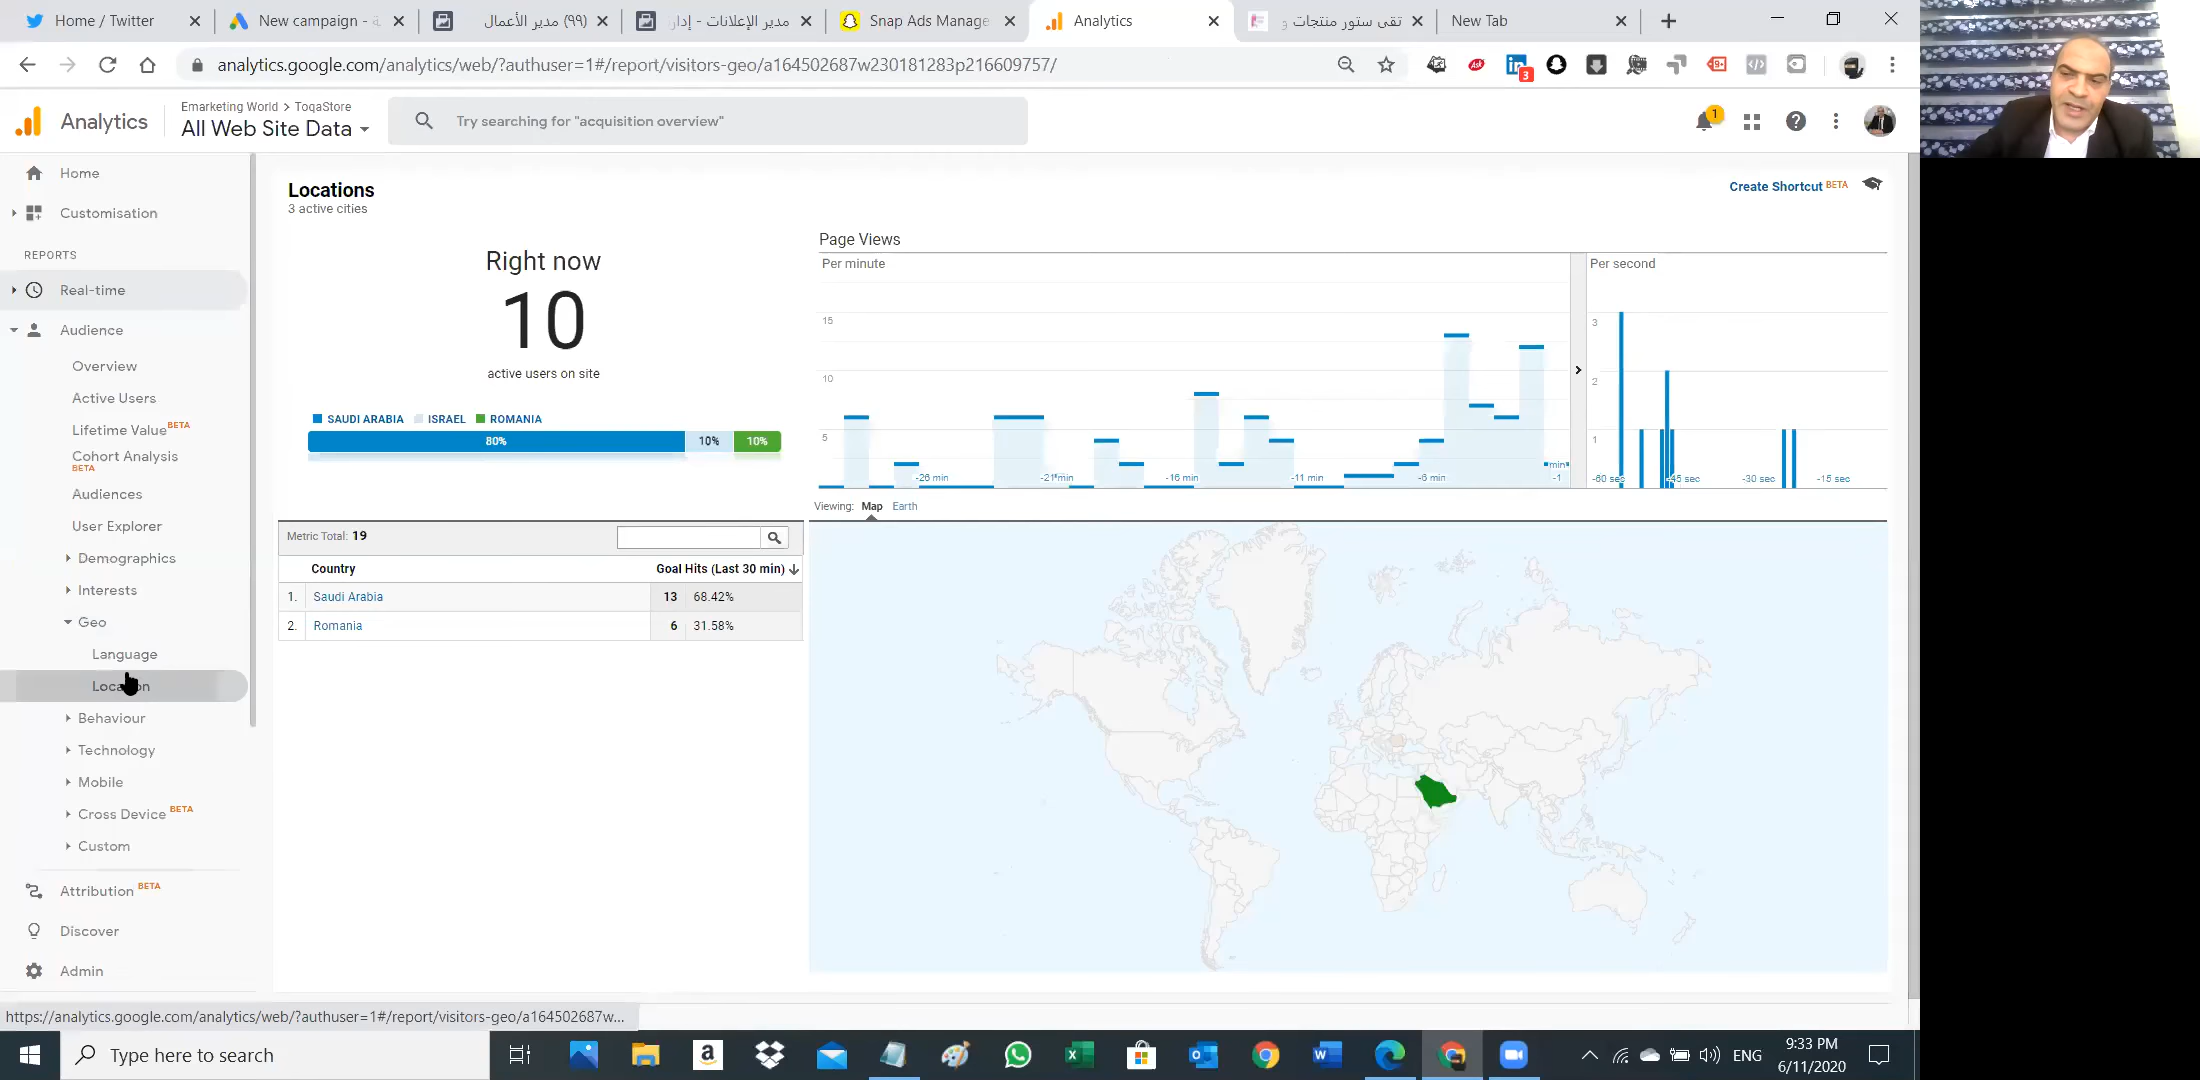 Home / Twitter
New campaign -
(٩٩) مدير الأعمال
مدير الإعلانات - إدار
Snap Ads Manage
Analytics
تقى ستور منتجات و
New Tab
analytics.google.com/analytics/web/?authuser=1#/report/visitors-geo/a164502687w230181283p216609757/
Analytics
Emarketing World > ToqaStore
All Web Site Data
Try searching for "acquisition overview"
1
Home
Customisation
REPORTS
Real-time
Audience
Overview
Active Users
Lifetime Value BETA
Cohort Analysis
BETA
Audiences
User Explorer
Demographics
Interests
Geo
Language
Location
Behaviour
Technology
Mobile
Cross Device BETA
Custom
Attribution BETA
Discover
Admin
Locations
3 active cities
Create Shortcut BETA
Right now
10
active users on site
SAUDI ARABIA ISRAEL ROMANIA
80% 10% 10%
Page Views
Per minute
15
10
5
-26 min -21 min -16 min -11 min -6 min min -1
Per second
3
2
1
-60 sec -45 sec -30 sec -15 sec
Viewing: Map Earth
Metric Total: 19
Country Goal Hits (Last 30 min)
1. Saudi Arabia 13 68.42%
2. Romania 6 31.58%
https://analytics.google.com/analytics/web/?authuser=1#/report/visitors-geo/a164502687w...
Type here to search
ENG
9:33 PM
6/11/2020